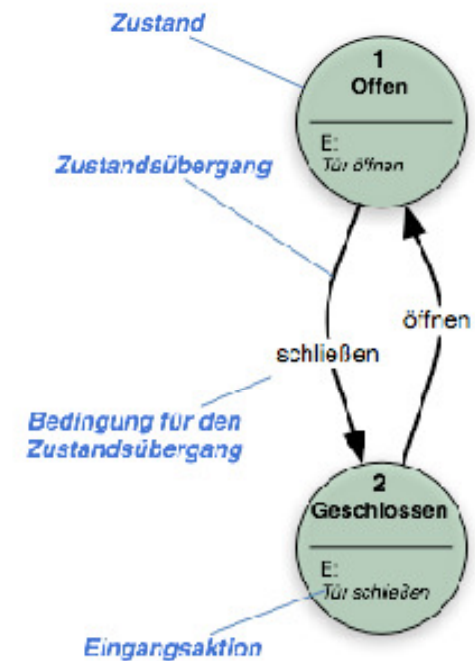 Zustand
1
Offen
E:
Tür öffnen
Zustandsübergang
öffnen
schließen
Bedingung für den
Zustandsübergang
2
Geschlossen
E:
Tür schließen
Eingangsaktion